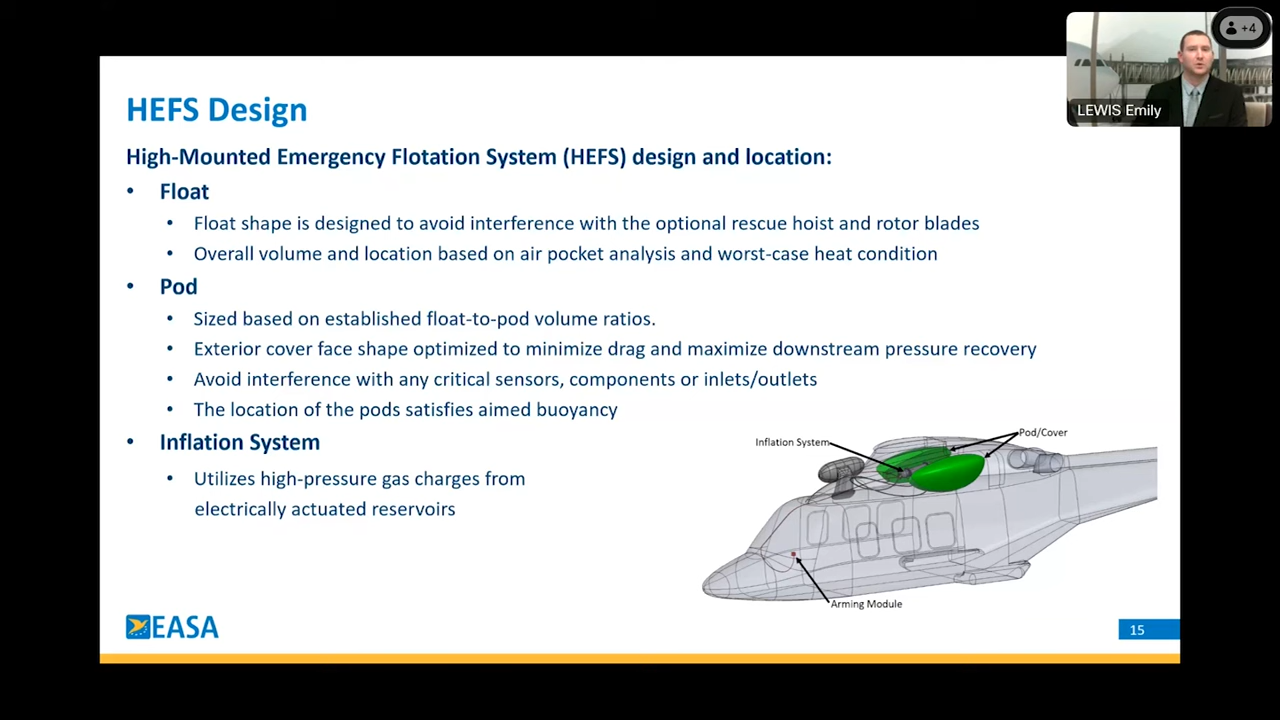 +4
LEWIS Emily
HEFS Design
High-Mounted Emergency Flotation System (HEFS) design and location:
• Float
• Float shape is designed to avoid interference with the optional rescue hoist and rotor blades
• Overall volume and location based on air pocket analysis and worst-case heat condition
• Pod
• Sized based on established float-to-pod volume ratios.
• Exterior cover face shape optimized to minimize drag and maximize downstream pressure recovery
• Avoid interference with any critical sensors, components or inlets/outlets
• The location of the pods satisfies aimed buoyancy
• Inflation System
• Utilizes high-pressure gas charges from
electrically actuated reservoirs
Inflation System
Pod/Cover
Arming Module
EASA
15